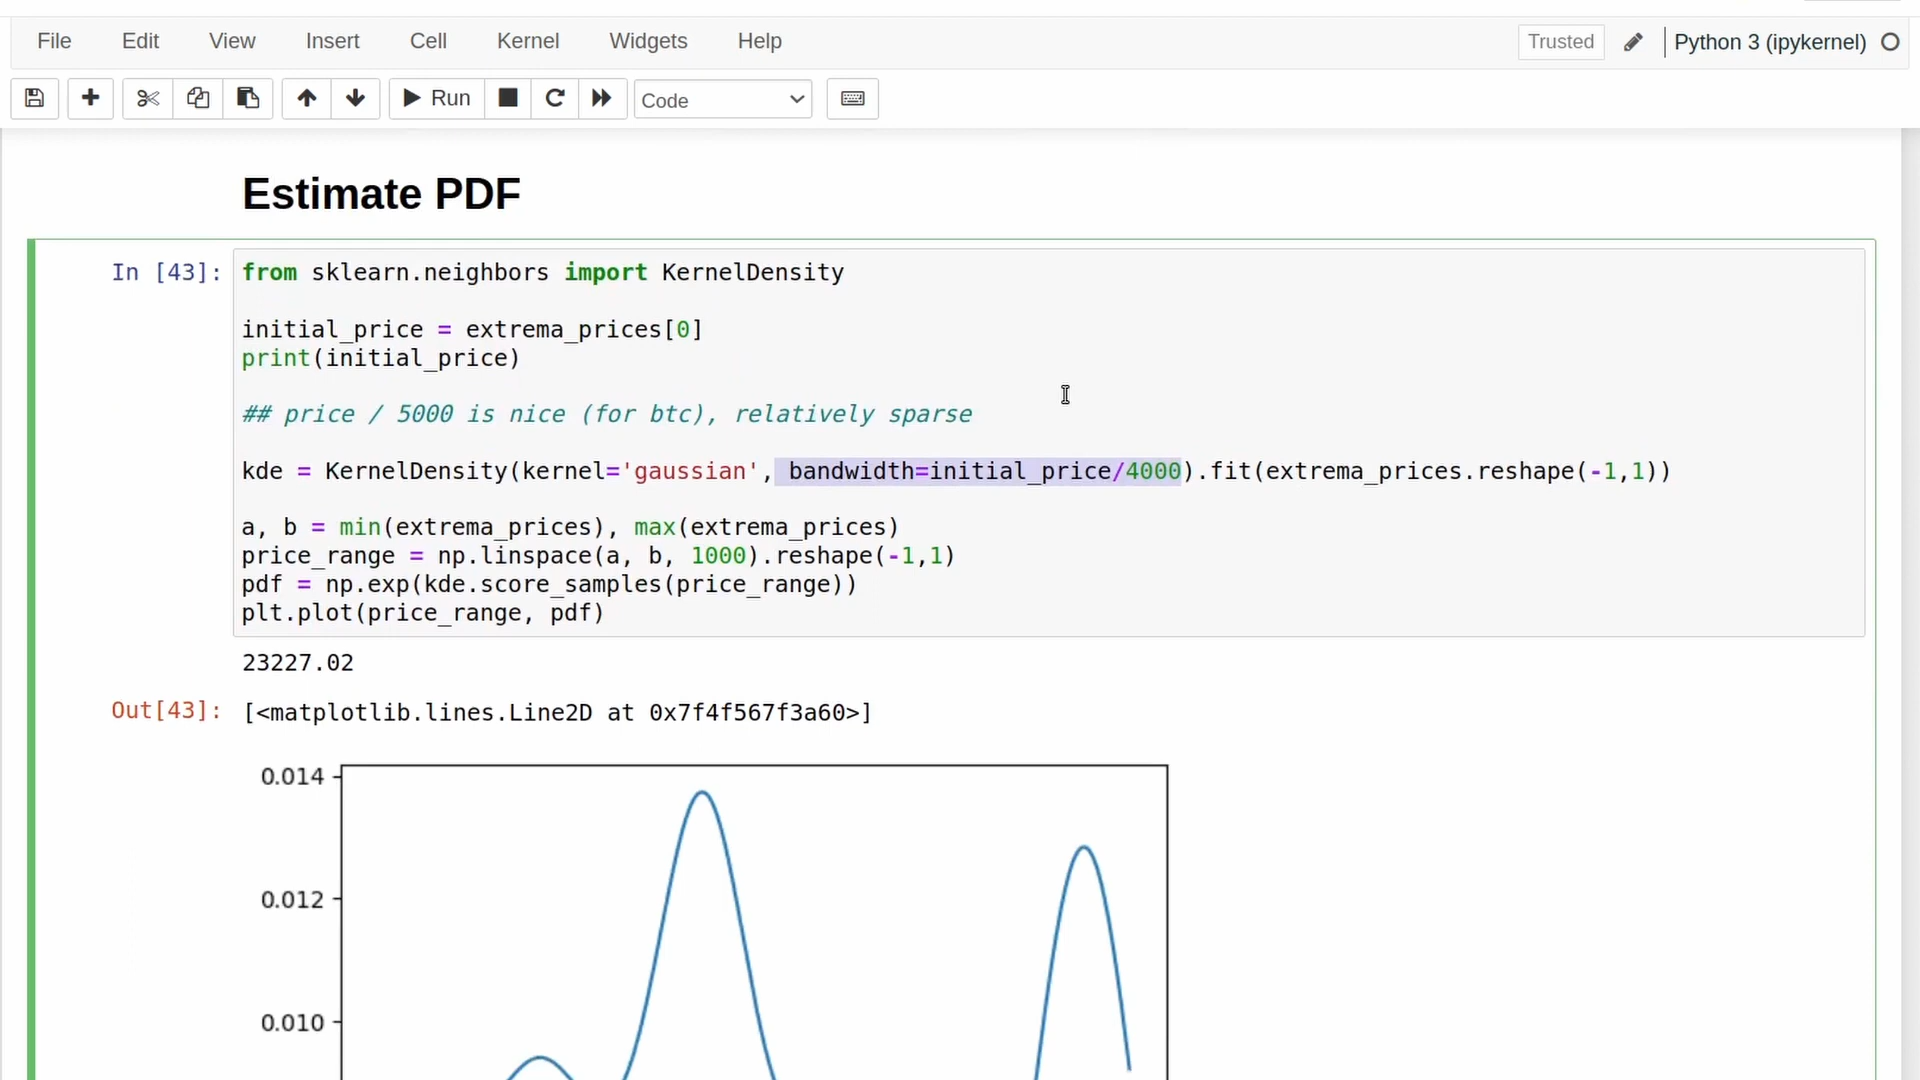 File Edit View Insert Cell Kernel Widgets Help Trusted Python 3 (ipykernel)
Run Code
Estimate PDF
In [43]: from sklearn.neighbors import KernelDensity
initial_price = extrema_prices[0]
print(initial_price)
## price / 5000 is nice (for btc), relatively sparse
kde = KernelDensity(kernel='gaussian', bandwidth=initial_price/4000).fit(extrema_prices.reshape(-1,1))
a, b = min(extrema_prices), max(extrema_prices)
price_range = np.linspace(a, b, 1000).reshape(-1,1)
pdf = np.exp(kde.score_samples(price_range))
plt.plot(price_range, pdf)
23227.02
Out[43]: [<matplotlib.lines.Line2D at 0x7f4f567f3a60>]
0.014
0.012
0.010